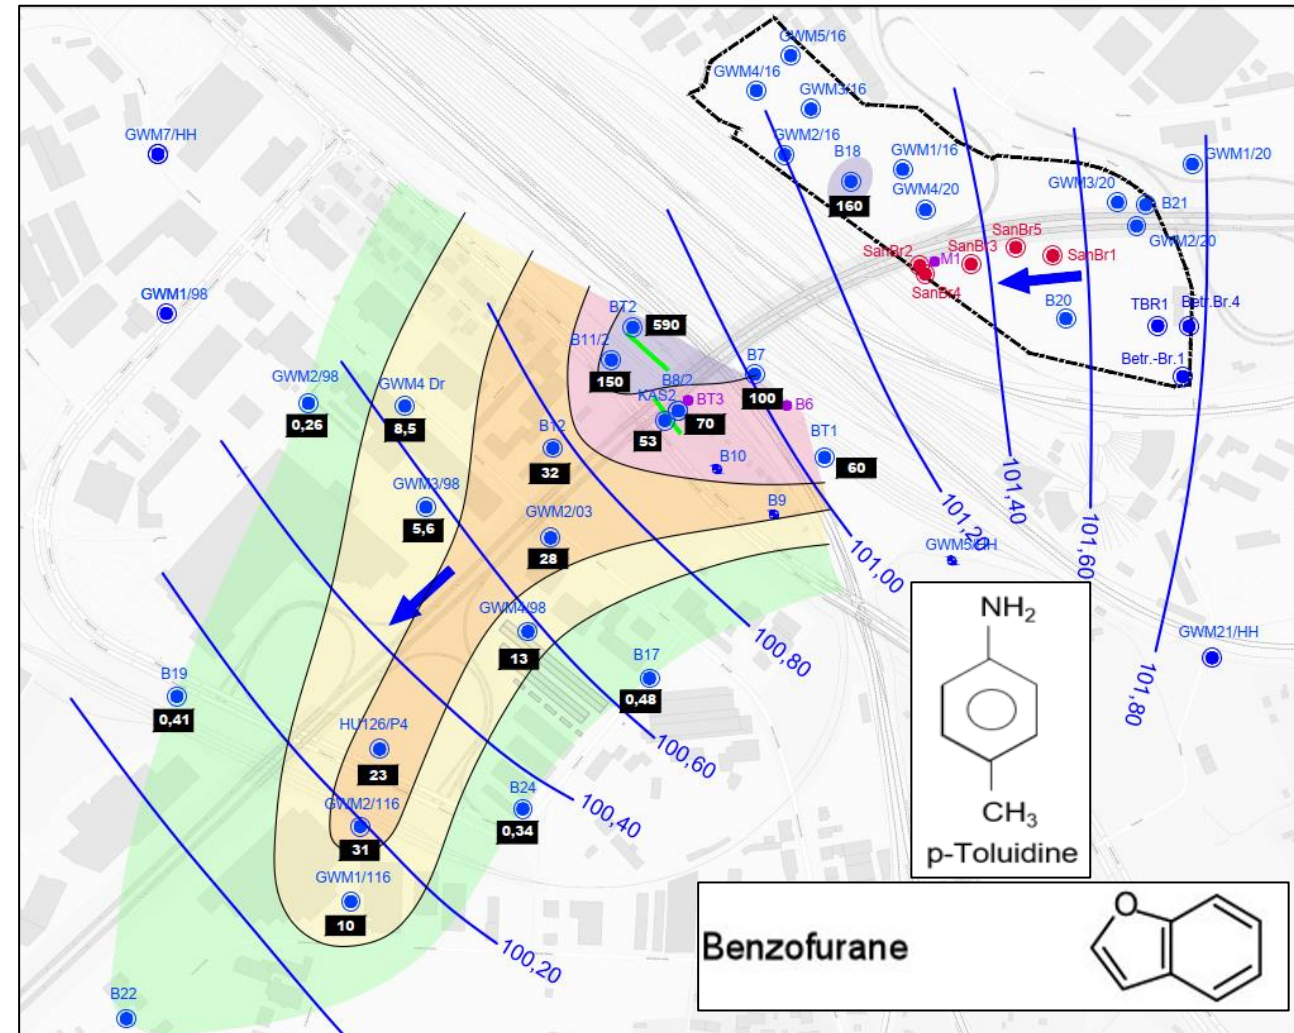 GWM5/16
GWM4/16
GWM3/16
GWM7/HH
GWM2/16
B18
GWM1/16
GWM1/20
160
GWM4/20
GWM3/20
B21
GWM2/20
SanBr5
SanBr2
M1
SanBr3
SanBr1
SanBr4
GWM1/98
BT2
590
B20
TBR1
Betr.Br.4
B11/2
150
B7
Betr.-Br.1
GWM2/98
0,26
GWM4 Dr
8,5
B8/2
KAS2
BT3
100
B6
53
70
B12
32
B10
BT1
60
GWM3/98
5,6
B9
GWM2/03
28
101,40
101,20
101,60
101,00
GWM5/HH
GWM4/98
13
100,80
NH2
GWM21/HH
B19
0,41
B17
0,48
101,80
HU126/P4
23
100,60
B24
0,34
100,40
CH3
p-Toluidine
GWM2/116
31
GWM1/116
10
100,20
Benzofurane
O
B22